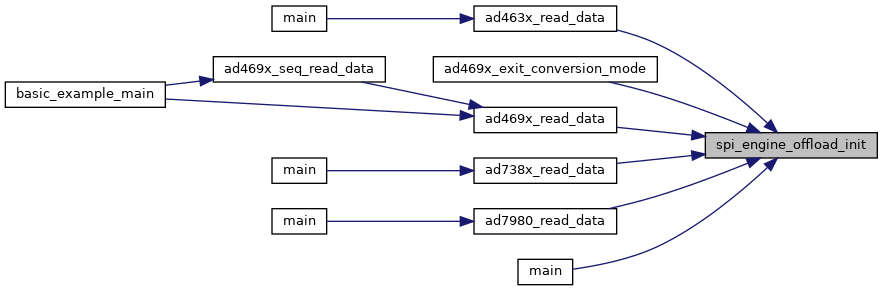 main
ad463x_read_data
ad469x_seq_read_data
ad469x_exit_conversion_mode
basic_example_main
ad469x_read_data
spi_engine_offload_init
main
ad738x_read_data
main
ad7980_read_data
main